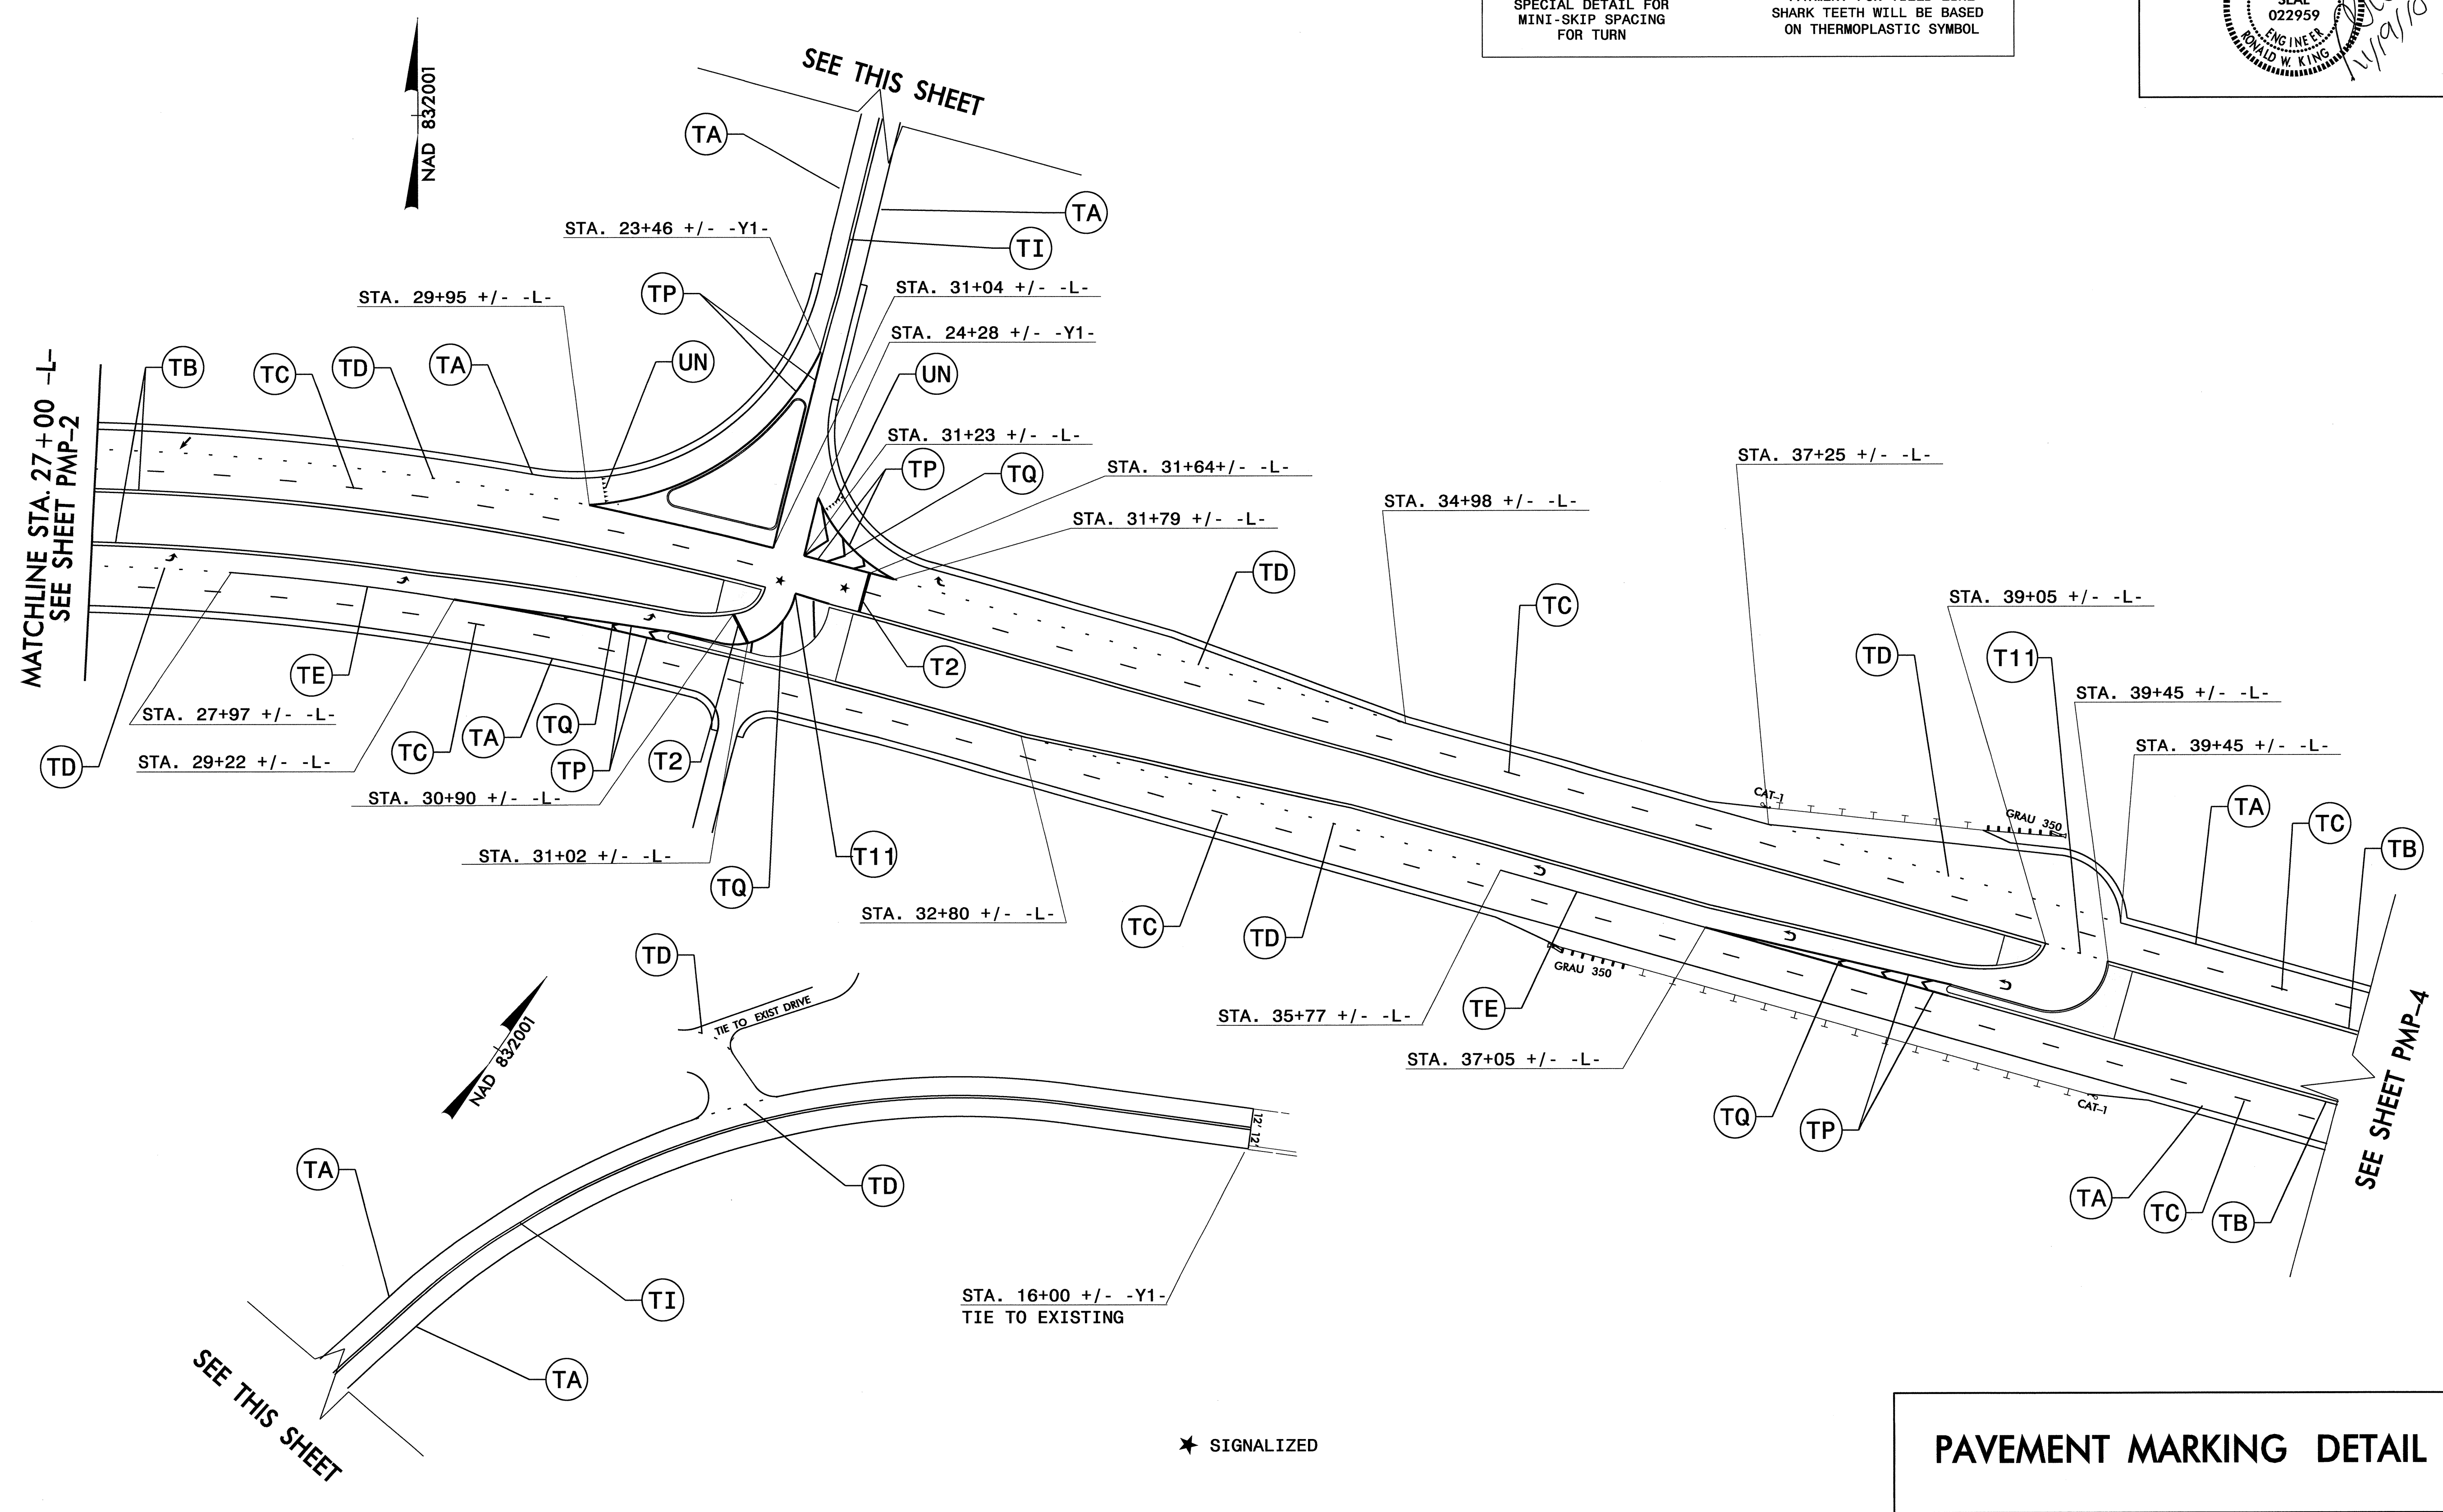 SPECIAL DETAIL FOR
MINI-SKIP SPACING
FOR TURN
SHARK TEETH WILL BE BASED
ON THERMOPLASTIC SYMBOL
SEAL
022959
ENGINEER
RONALD W. KING
11/19/10
NAD 83/2001
SEE THIS SHEET
TA
TA
TI
STA. 23+46 +/- -Y1-
TP
STA. 29+95 +/- -L-
STA. 31+04 +/- -L-
STA. 24+28 +/- -Y1-
UN
UN
MATCHLINE STA. 27+00 -L-
SEE SHEET PMP-2
TB
TC
TD
TA
STA. 31+23 +/- -L-
TP
TQ
STA. 31+64+/- -L-
STA. 31+79 +/- -L-
STA. 34+98 +/- -L-
STA. 37+25 +/- -L-
TD
TC
STA. 39+05 +/- -L-
TD
T11
STA. 39+45 +/- -L-
STA. 39+45 +/- -L-
TE
T2
STA. 27+97 +/- -L-
TD
STA. 29+22 +/- -L-
TC
TA
TQ
TP
T2
STA. 30+90 +/- -L-
STA. 31+02 +/- -L-
TQ
T11
CAT-1
GRAU 350
TA
TC
TB
STA. 32+80 +/- -L-
TC
TD
GRAU 350
STA. 35+77 +/- -L-
TE
STA. 37+05 +/- -L-
TQ
TP
CAT-1
TA
TC
TB
SEE SHEET PMP-4
NAD 83/2001
TD
TIE TO EXIST DRIVE
TA
TD
12' 12'
TI
TA
STA. 16+00 +/- -Y1-
TIE TO EXISTING
SEE THIS SHEET
★ SIGNALIZED
PAVEMENT MARKING DETAIL